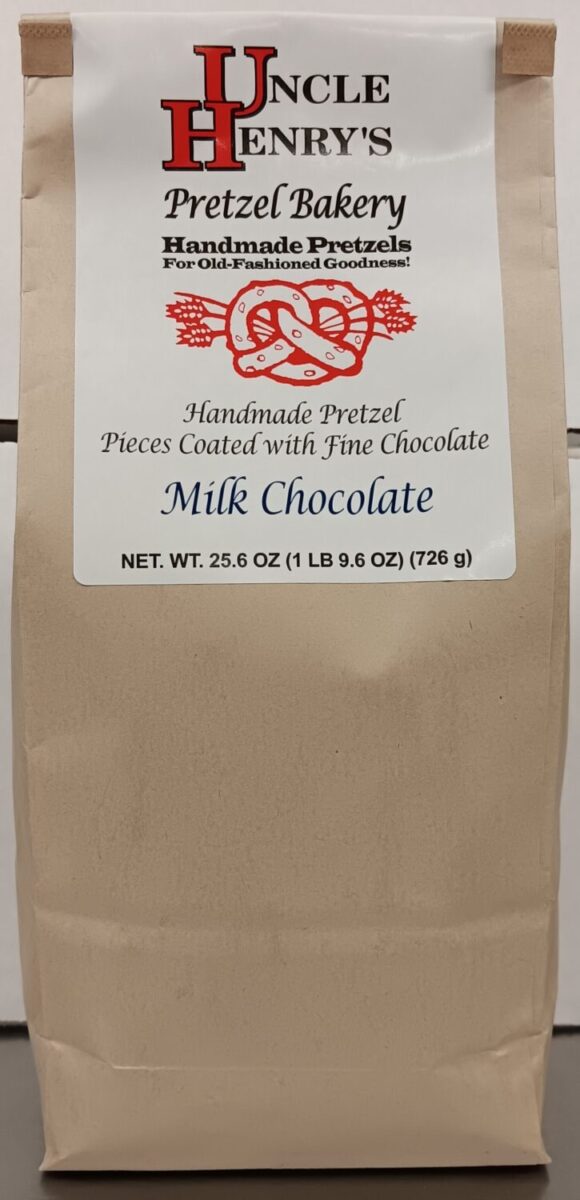 UNCLE
HENRY'S
Pretzel Bakery
Handmade Pretzels
For Old-Fashioned Goodness!
Handmade Pretzel
Pieces Coated with Fine Chocolate
Milk Chocolate
NET. WT. 25.6 OZ (1 LB 9.6 OZ) (726 g)